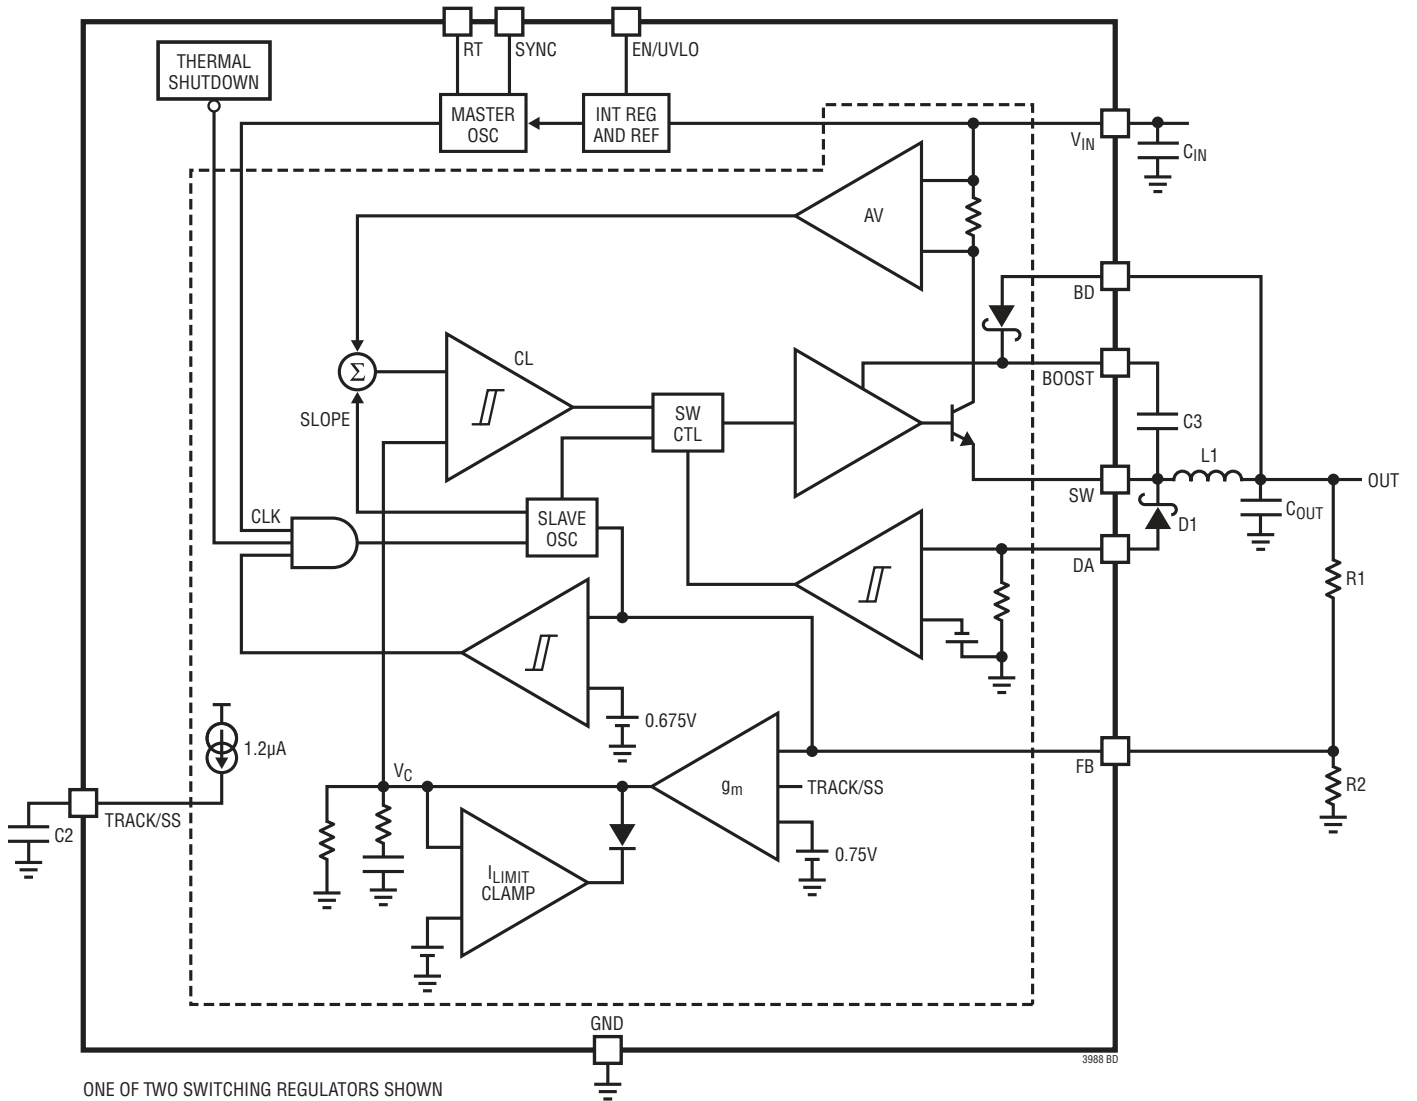 RT
SYNC
EN/UVLO
THERMAL
SHUTDOWN
MASTER
OSC
INT REG
AND REF
VIN
CIN
AV
BD
CL
Σ
SLOPE
BOOST
C3
SW
CTL
L1
SW
OUT
CLK
SLAVE
OSC
D1
COUT
DA
R1
0.675V
1.2µA
VC
gm
TRACK/SS
FB
R2
TRACK/SS
C2
0.75V
ILIMIT
CLAMP
GND
3988 BD
ONE OF TWO SWITCHING REGULATORS SHOWN